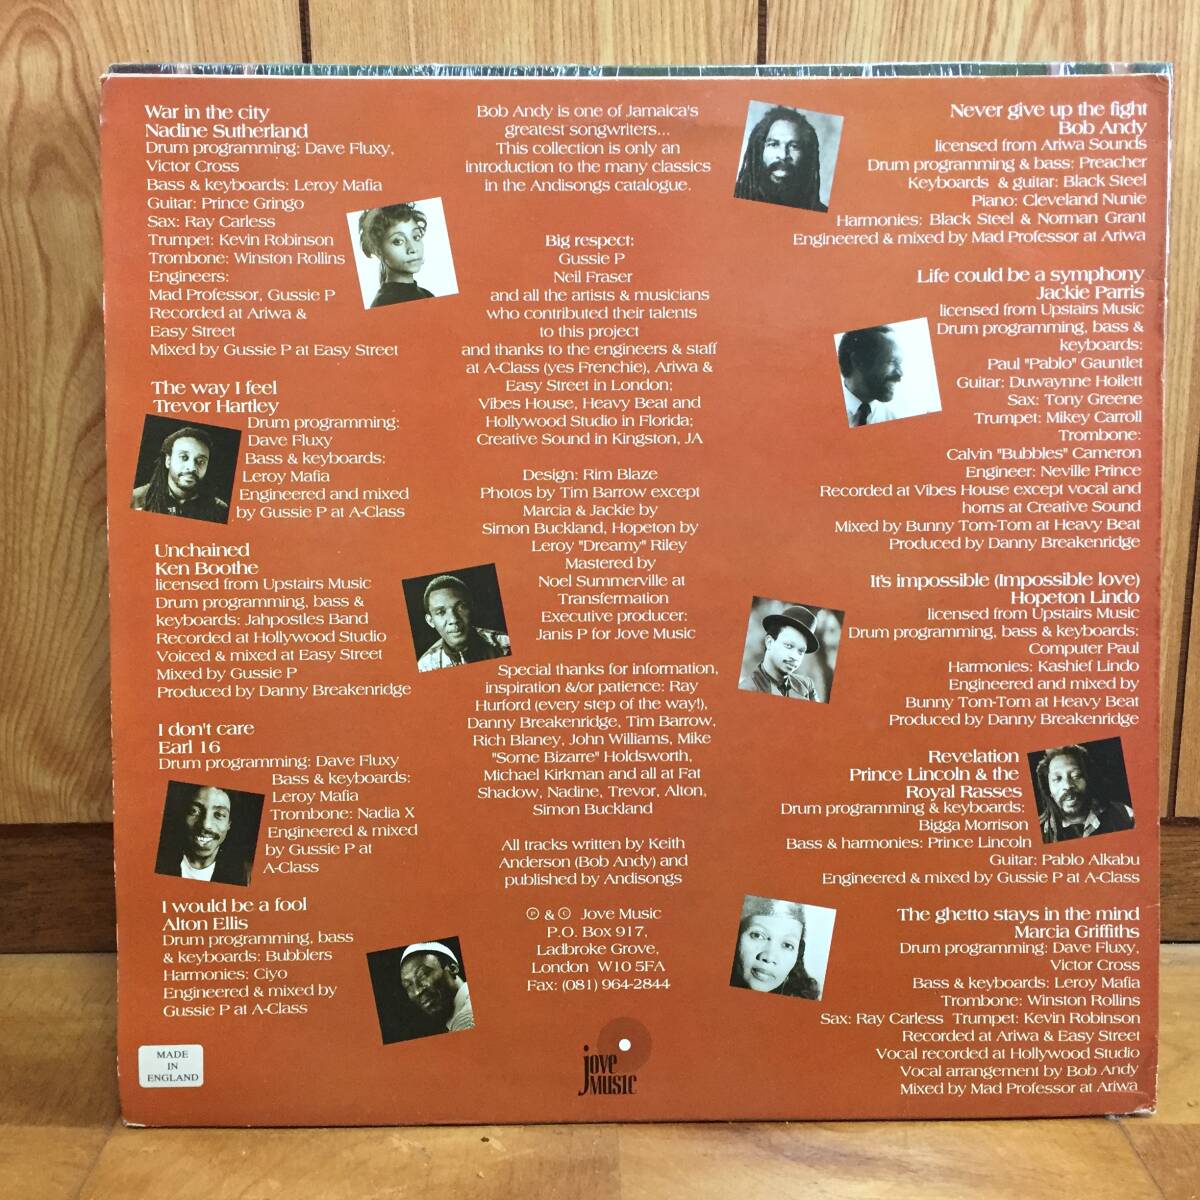 War in the city
Nadine Sutherland
Drum programming: Dave Fluxy,
Victor Cross
Bass & keyboards: Leroy Mafia
Guitar: Prince Gringo
Sax: Ray Carless
Trumpet: Kevin Robinson
Trombone: Winston Rollins
Engineers:
Mad Professor, Gussie P
Recorded at Ariwa &
Easy Street
Mixed by Gussie P at Easy Street
The way I feel
Trevor Hartley
Drum programming:
Dave Fluxy
Bass & keyboards:
Leroy Mafia
Engineered and mixed
by Gussie P at A-Class
Unchained
Ken Boothe
licensed from Upstairs Music
Drum programming, bass &
keyboards: Jahpostles Band
Recorded at Hollywood Studio
Voiced & mixed at Easy Street
Mixed by Gussie P
Produced by Danny Breakenridge
I don't care
Earl 16
Drum programming: Dave Fluxy
Bass & keyboards:
Leroy Mafia
Trombone: Nadia X
Engineered & mixed
by Gussie P at
A-Class
I would be a fool
Alton Ellis
Drum programming, bass
& keyboards: Bubblers
Harmonies: Ciyo
Engineered & mixed by
Gussie P at A-Class
MADE
IN
ENGLAND
Bob Andy is one of Jamaica's
greatest songwriters...
This collection is only an
introduction to the many classics
in the Andisongs catalogue.
Big respect:
Gussie P
Neil Fraser
and all the artists & musicians
who contributed their talents
to this project
and thanks to the engineers & staff
at A-Class (yes Frenchie), Ariwa &
Easy Street in London;
Vibes House, Heavy Beat and
Hollywood Studio in Florida;
Creative Sound in Kingston, JA
Design: Rim Blaze
Photos by Tim Barrow except
Marcia & Jackie by
Simon Buckland, Hopeton by
Leroy "Dreamy" Riley
Mastered by
Noel Summerville at
Transfermation
Executive producer:
Janis P for Jove Music
Special thanks for information,
inspiration &/or patience: Ray
Hurford (every step of the way!),
Danny Breakenridge, Tim Barrow,
Rich Blaney, John Williams, Mike
"Some Bizarre" Holdsworth,
Michael Kirkman and all at Fat
Shadow, Nadine, Trevor, Alton,
Simon Buckland
All tracks written by Keith
Anderson (Bob Andy) and
published by Andisongs
℗ & © Jove Music
P.O. Box 917,
Ladbroke Grove,
London W10 5FA
Fax: (081) 964-2844
jove
MUSIC
Never give up the fight
Bob Andy
licensed from Ariwa Sounds
Drum programming & bass: Preacher
Keyboards & guitar: Black Steel
Piano: Cleveland Nunie
Harmonies: Black Steel & Norman Grant
Engineered & mixed by Mad Professor at Ariwa
Life could be a symphony
Jackie Parris
licensed from Upstairs Music
Drum programming, bass &
keyboards:
Paul "Pablo" Gauntlet
Guitar: Duwaynne Hoilett
Sax: Tony Greene
Trumpet: Mikey Carroll
Trombone:
Calvin "Bubbles" Cameron
Engineer: Neville Prince
Recorded at Vibes House except vocal and
horns at Creative Sound
Mixed by Bunny Tom-Tom at Heavy Beat
Produced by Danny Breakenridge
It's impossible (Impossible love)
Hopeton Lindo
licensed from Upstairs Music
Drum programming, bass & keyboards:
Computer Paul
Harmonies: Kashief Lindo
Engineered and mixed by
Bunny Tom-Tom at Heavy Beat
Produced by Danny Breakenridge
Revelation
Prince Lincoln & the
Royal Rasses
Drum programming & keyboards:
Bigga Morrison
Bass & harmonies: Prince Lincoln
Guitar: Pablo Alkabu
Engineered & mixed by Gussie P at A-Class
The ghetto stays in the mind
Marcia Griffiths
Drum programming: Dave Fluxy,
Victor Cross
Bass & keyboards: Leroy Mafia
Trombone: Winston Rollins
Sax: Ray Carless Trumpet: Kevin Robinson
Recorded at Ariwa & Easy Street
Vocal recorded at Hollywood Studio
Vocal arrangement by Bob Andy
Mixed by Mad Professor at Ariwa